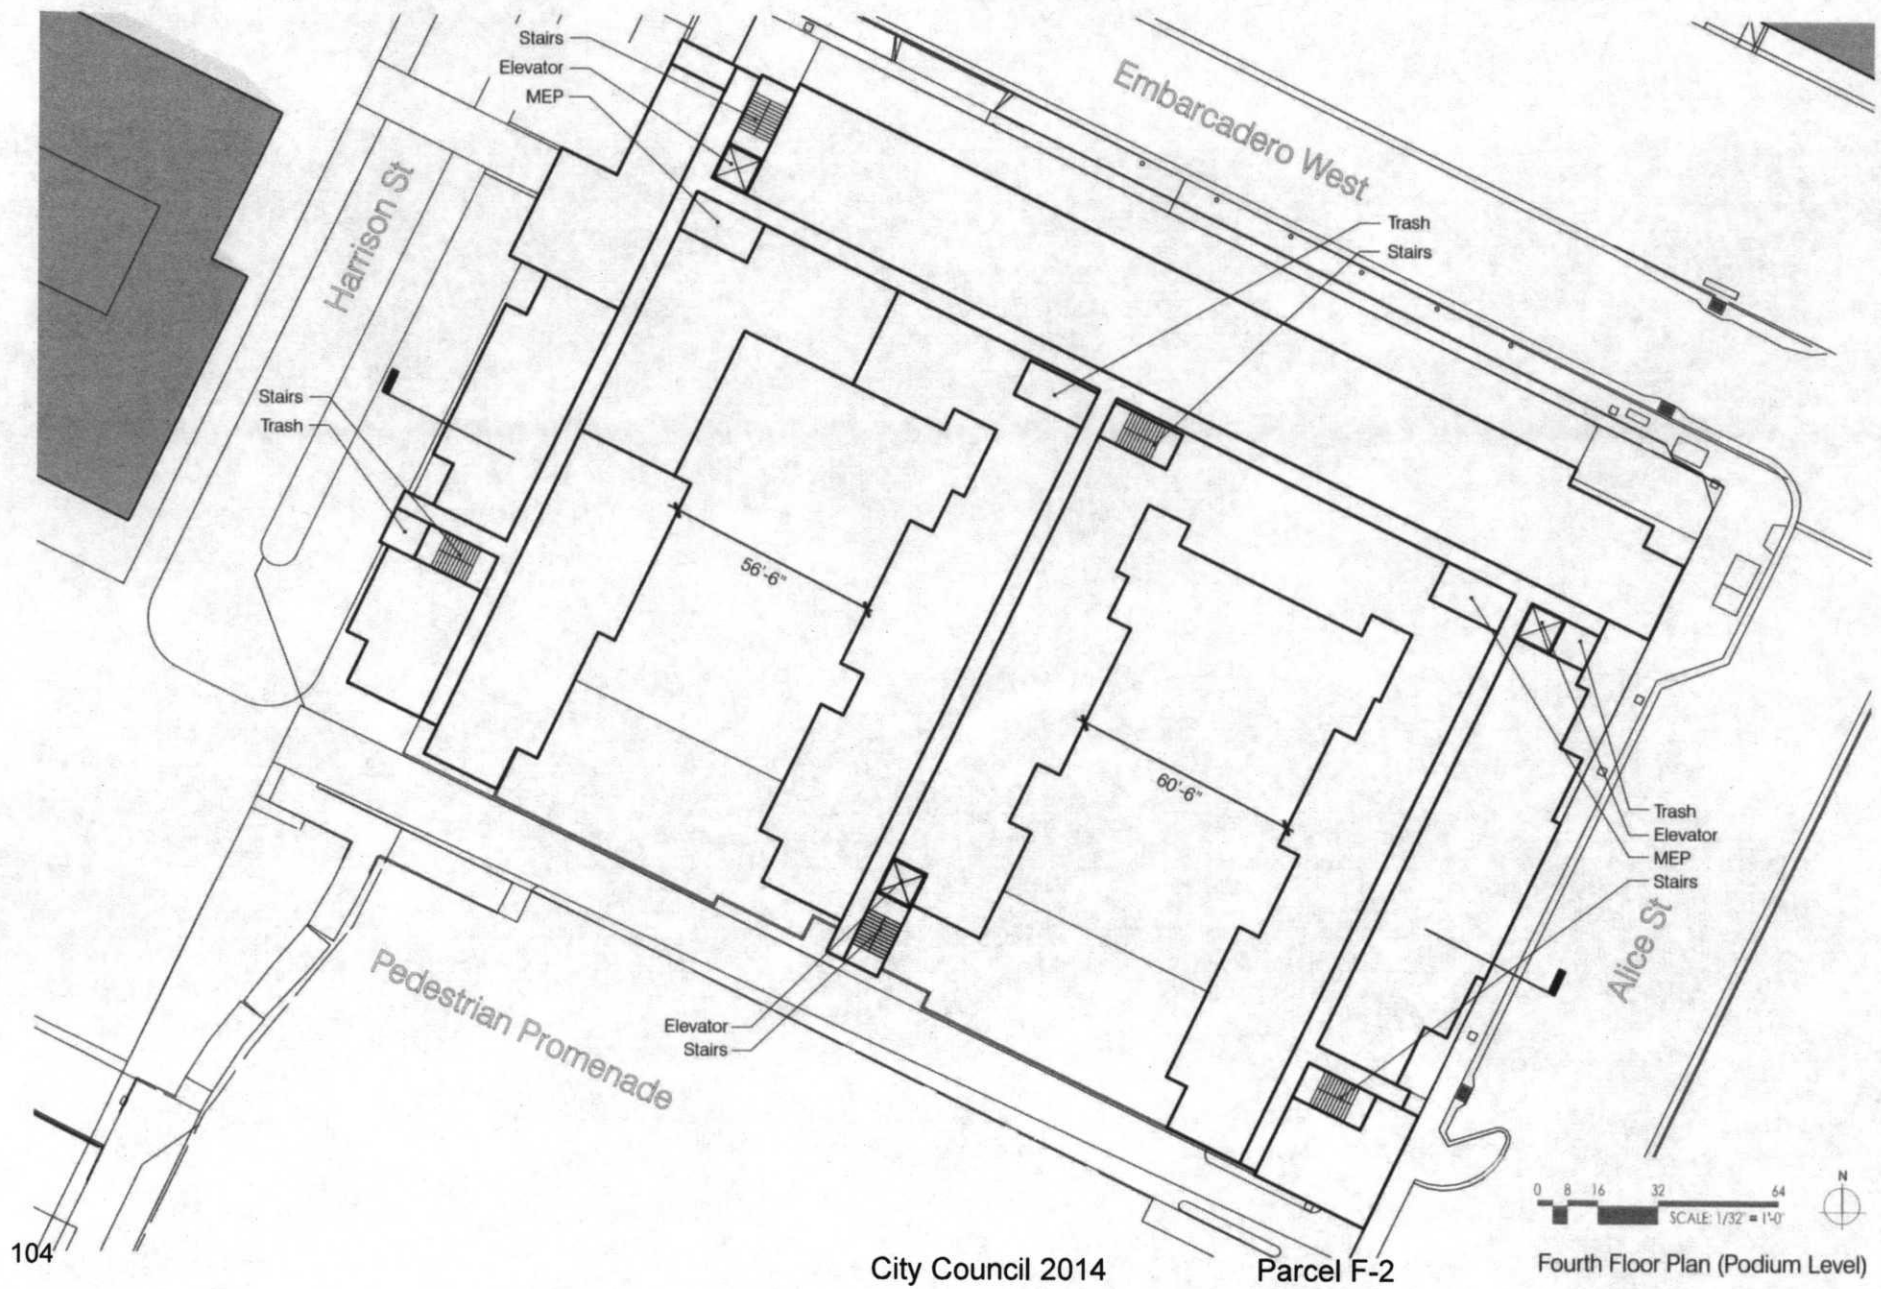 Stairs
Elevator
MEP
Embarcadero West
Harrison St
Trash
Stairs
Stairs
Trash
56'-6"
60'-6"
Trash
Elevator
MEP
Stairs
Alice St
Pedestrian Promenade
Elevator
Stairs
0 8 16 32 64
N
SCALE: 1/32" = 1'-0"
104
City Council 2014
Parcel F-2
Fourth Floor Plan (Podium Level)